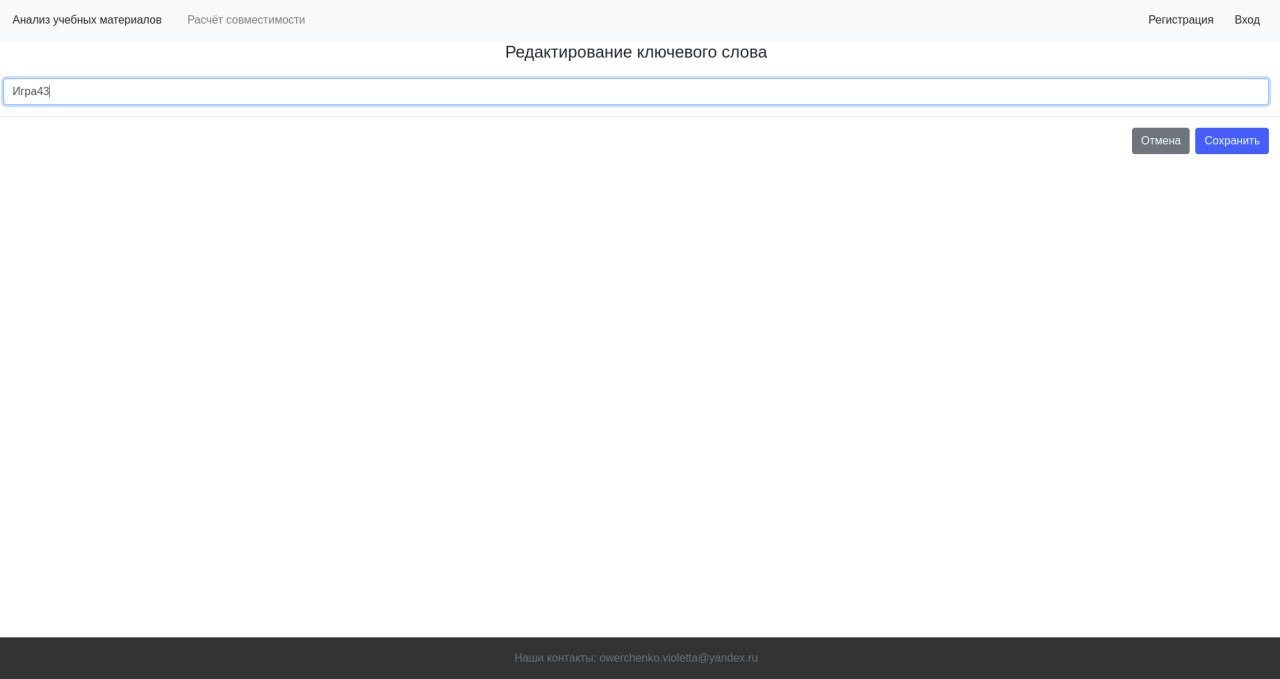 Анализ учебных материалов Расчёт совместимости Регистрация Вход
Редактирование ключевого слова
Игра43
Отмена Сохранить
Наши контакты: owerchenko.violetta@yandex.ru